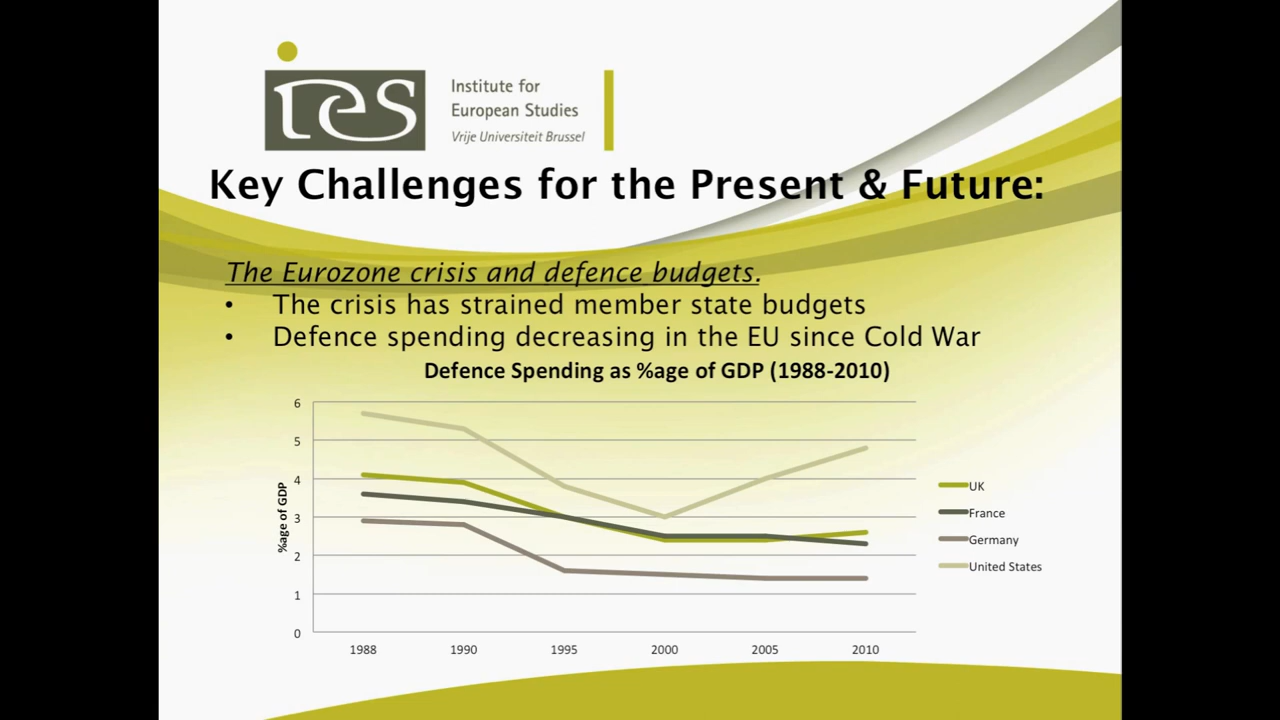 ies
Institute for
European Studies
Vrije Universiteit Brussel
Key Challenges for the Present & Future:
The Eurozone crisis and defence budgets.
• The crisis has strained member state budgets
• Defence spending decreasing in the EU since Cold War
Defence Spending as %age of GDP (1988-2010)
%age of GDP
6
5
4
3
2
1
0
1988 1990 1995 2000 2005 2010
UK
France
Germany
United States